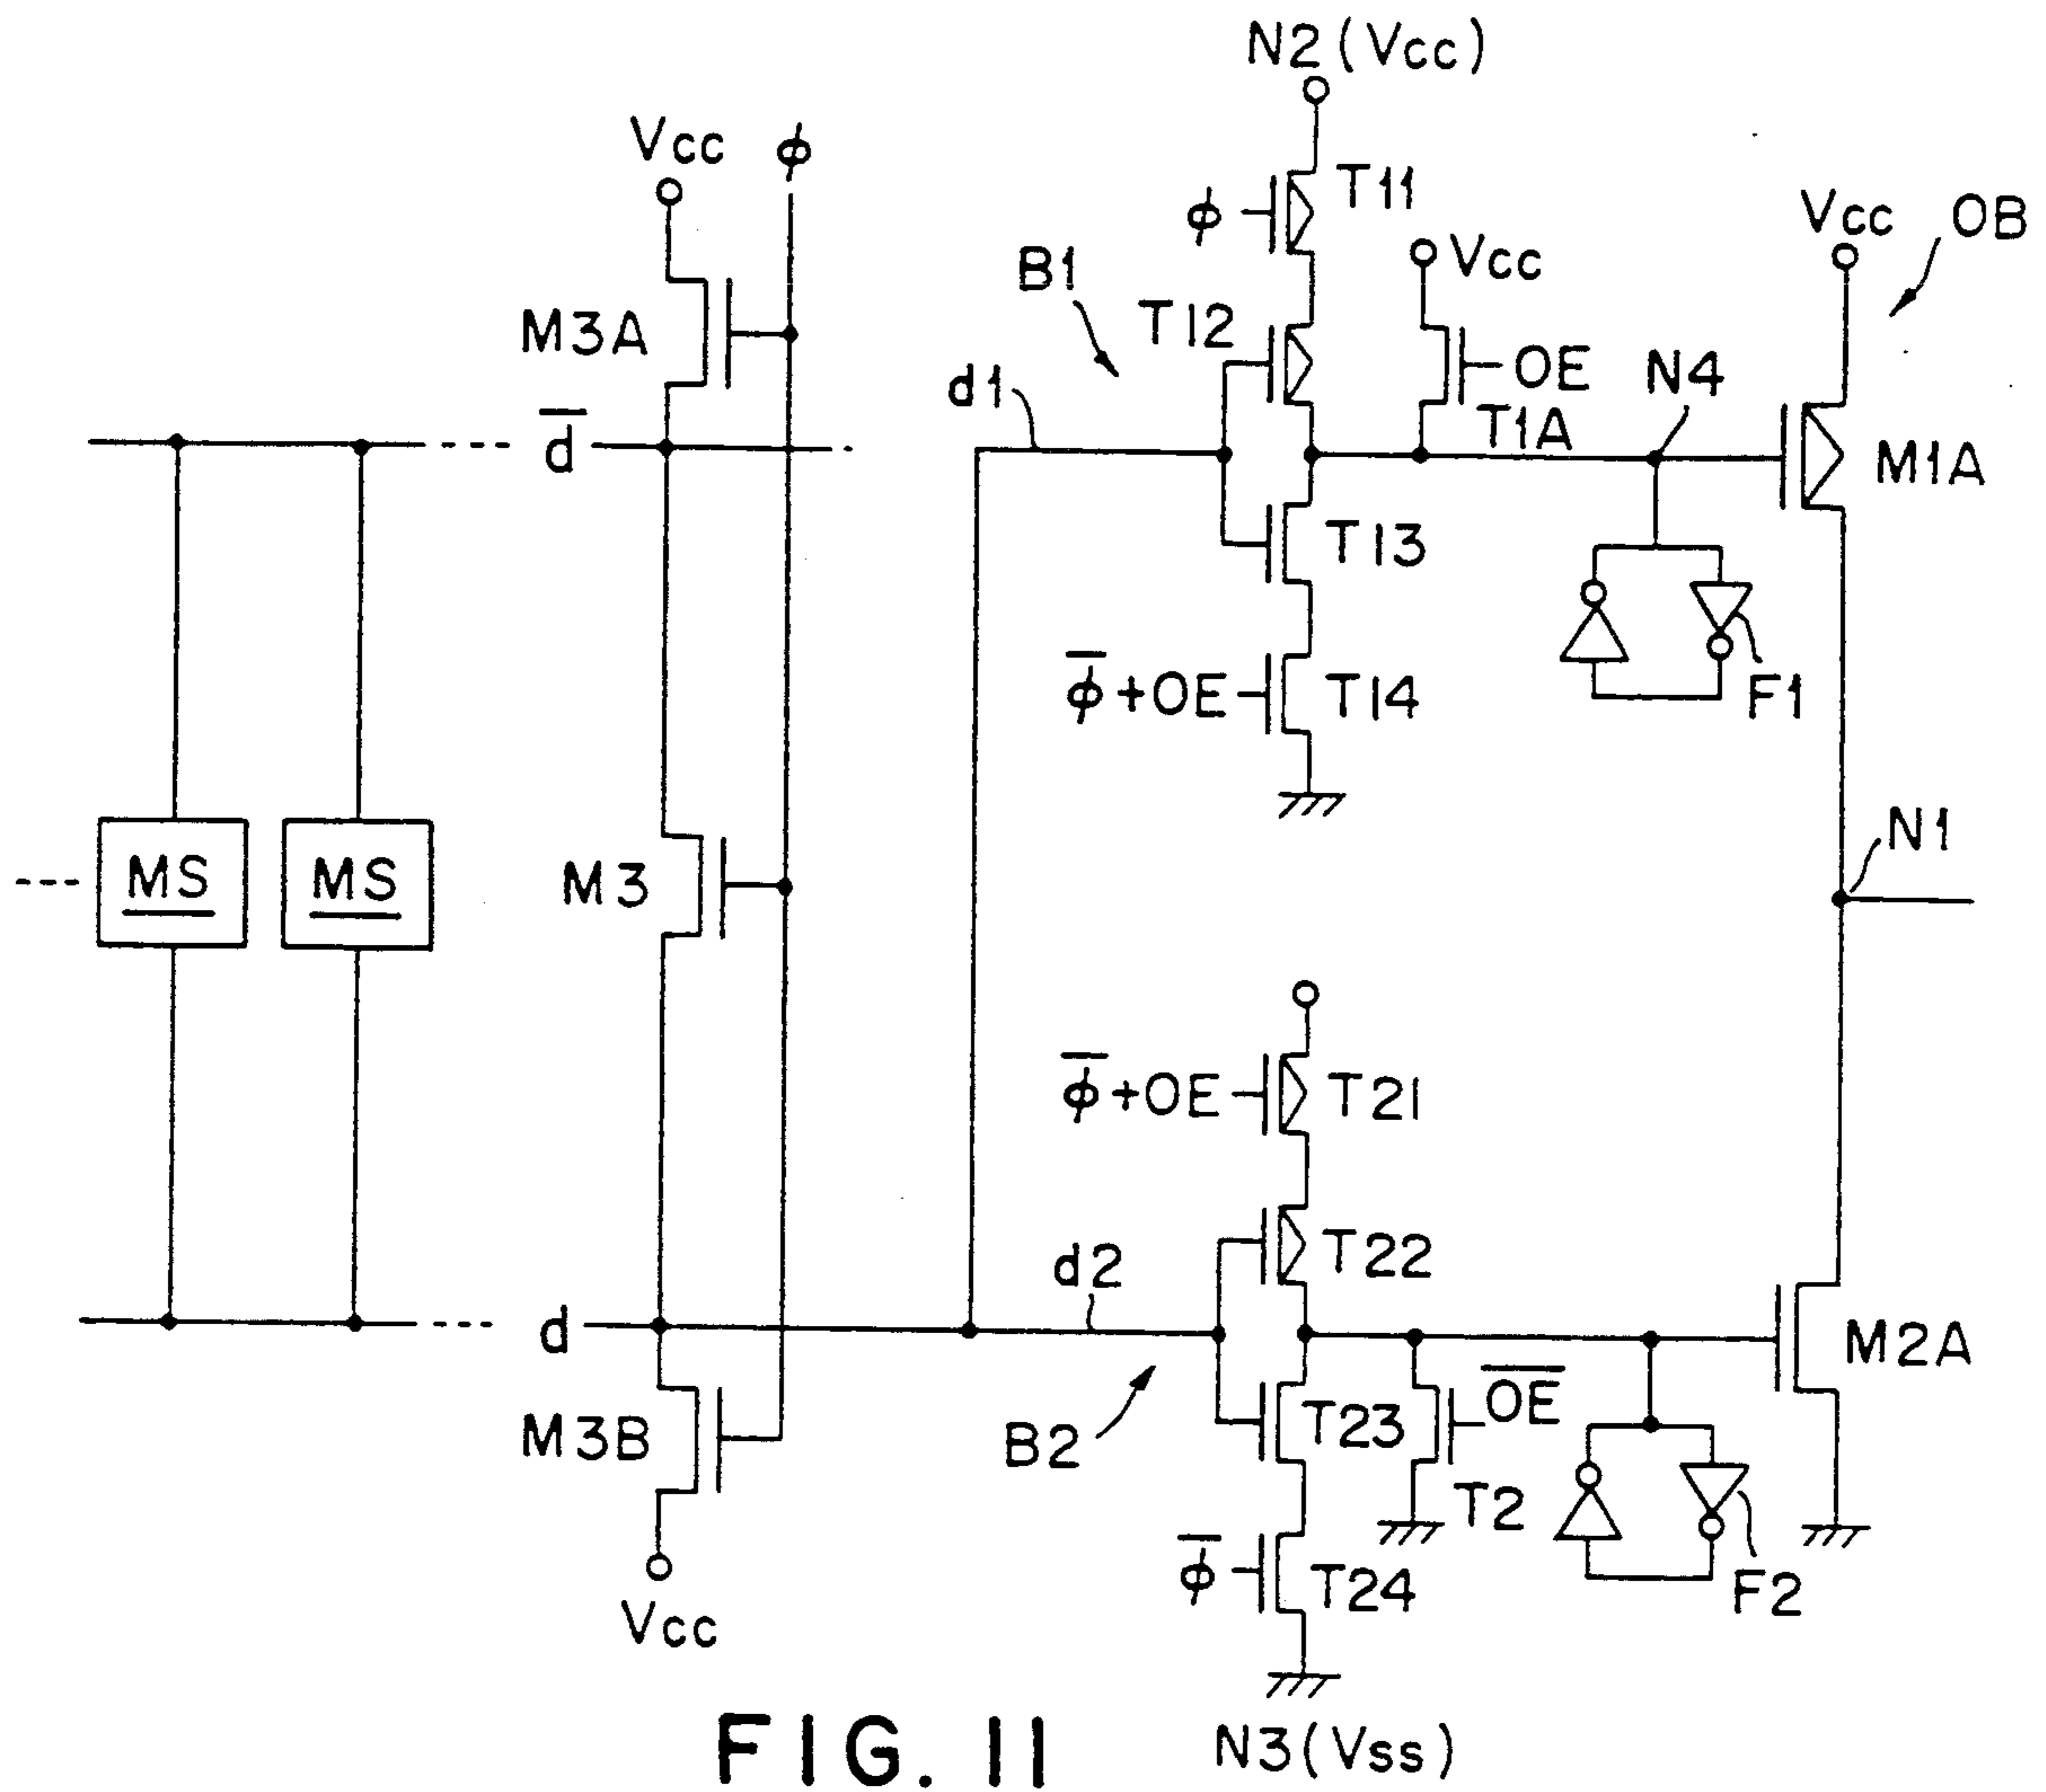 N2(Vcc)
Vcc
ϕ
T11
ϕ
Vcc
OB
B1
Vcc
T12
M3A
OE
N4
d1
T1A
d̅
M1A
T13
ϕ̅+OE
T14
F1
MS
MS
M3
N1
ϕ̅+OE
T21
d2
T22
d
M2A
O̅E̅
M3B
B2
T23
T2
ϕ̅
T24
F2
Vcc
FIG. 11
N3(Vss)